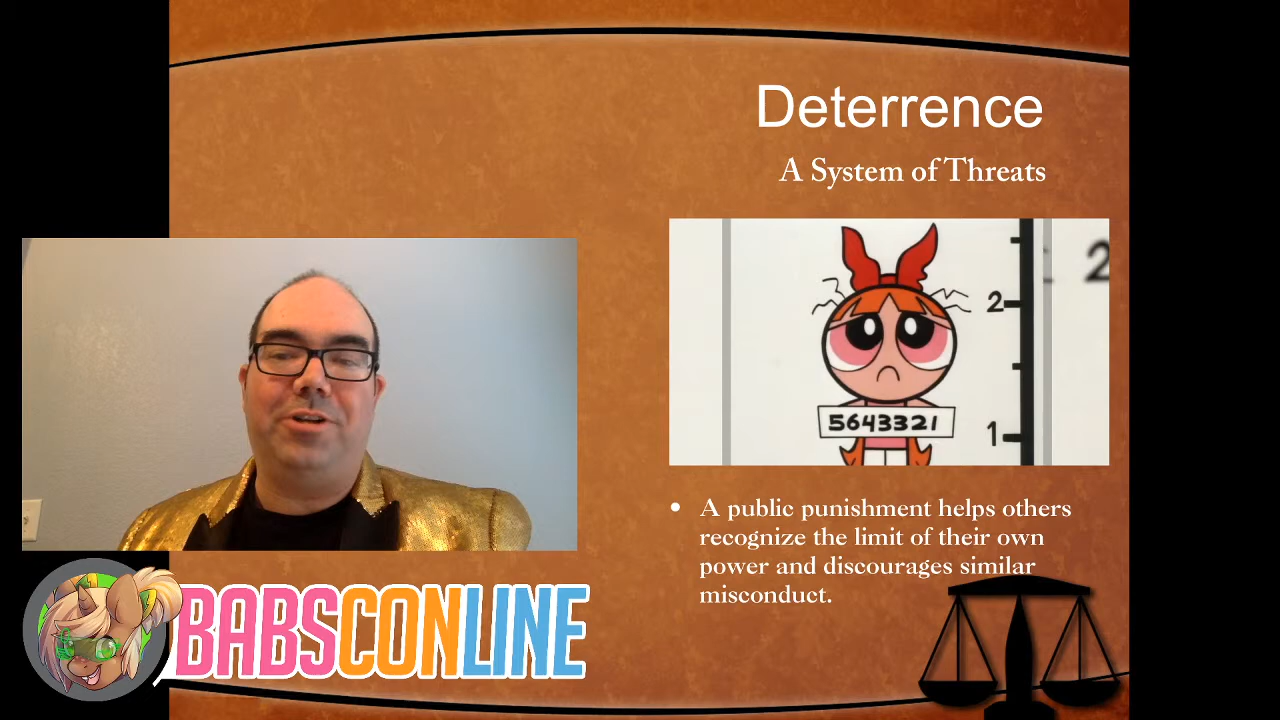 Deterrence
A System of Threats
2
2
5643321
1
• A public punishment helps others
recognize the limit of their own
power and discourages similar
misconduct.
BABSCONLINE